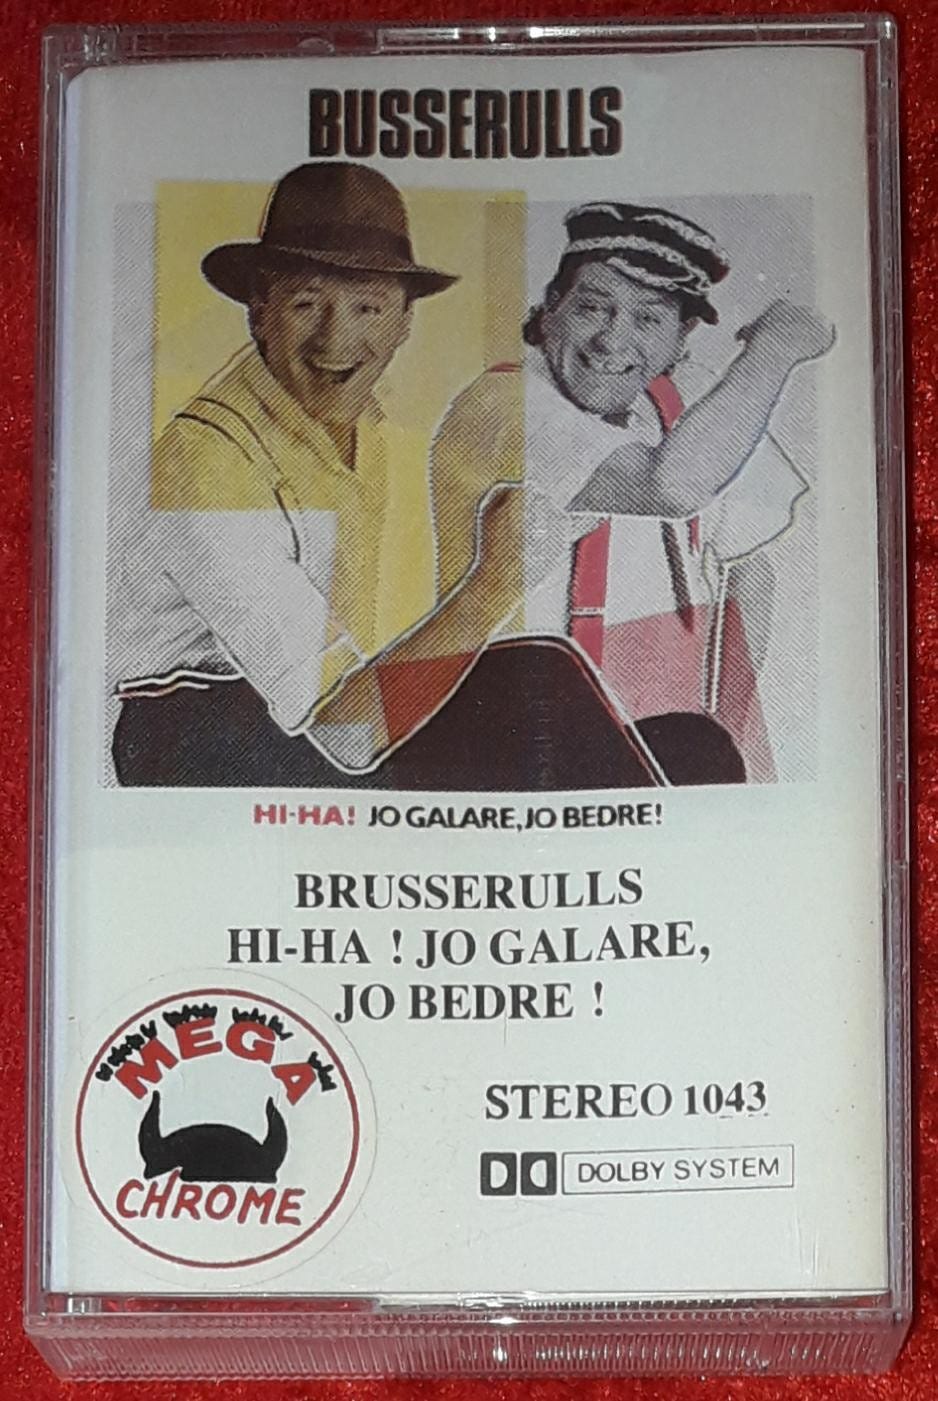 BUSSERULLS
HI-HA! JO GALARE, JO BEDRE!
BRUSSERULLS
HI-HA ! JO GALARE,
JO BEDRE !
MEGA
CHROME
STEREO 1043
DOLBY SYSTEM